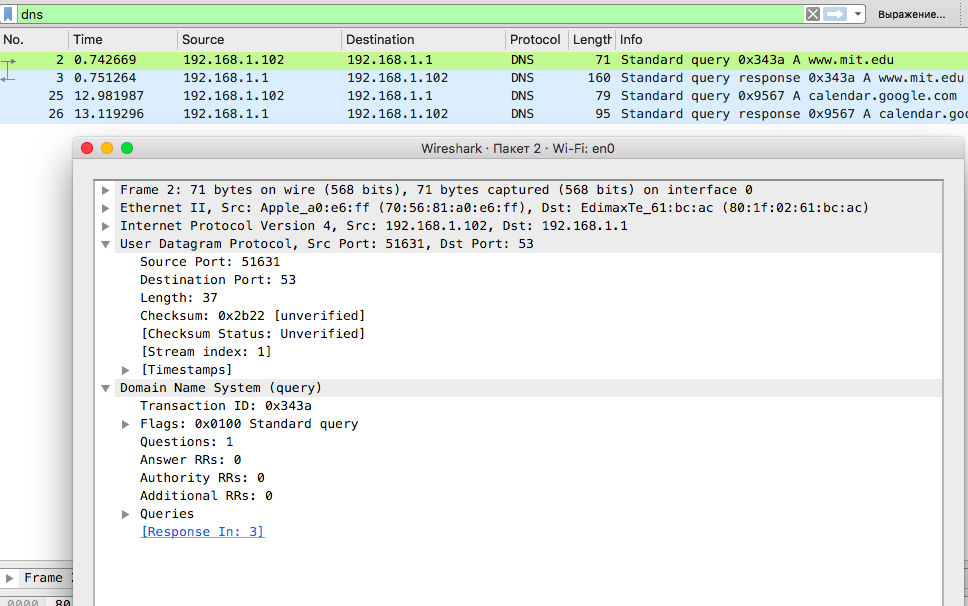 dns Выражение...
No. Time Source Destination Protocol Length Info
2 0.742669 192.168.1.102 192.168.1.1 DNS 71 Standard query 0x343a A www.mit.edu
3 0.751264 192.168.1.1 192.168.1.102 DNS 160 Standard query response 0x343a A www.mit.edu
25 12.981987 192.168.1.102 192.168.1.1 DNS 79 Standard query 0x9567 A calendar.google.com
26 13.119296 192.168.1.1 192.168.1.102 DNS 95 Standard query response 0x9567 A calendar.goo
Wireshark · Пакет 2 · Wi-Fi: en0
Frame 2: 71 bytes on wire (568 bits), 71 bytes captured (568 bits) on interface 0
Ethernet II, Src: Apple_a0:e6:ff (70:56:81:a0:e6:ff), Dst: EdimaxTe_61:bc:ac (80:1f:02:61:bc:ac)
Internet Protocol Version 4, Src: 192.168.1.102, Dst: 192.168.1.1
User Datagram Protocol, Src Port: 51631, Dst Port: 53
Source Port: 51631
Destination Port: 53
Length: 37
Checksum: 0x2b22 [unverified]
[Checksum Status: Unverified]
[Stream index: 1]
[Timestamps]
Domain Name System (query)
Transaction ID: 0x343a
Flags: 0x0100 Standard query
Questions: 1
Answer RRs: 0
Authority RRs: 0
Additional RRs: 0
Queries
[Response In: 3]
Frame
0000 80